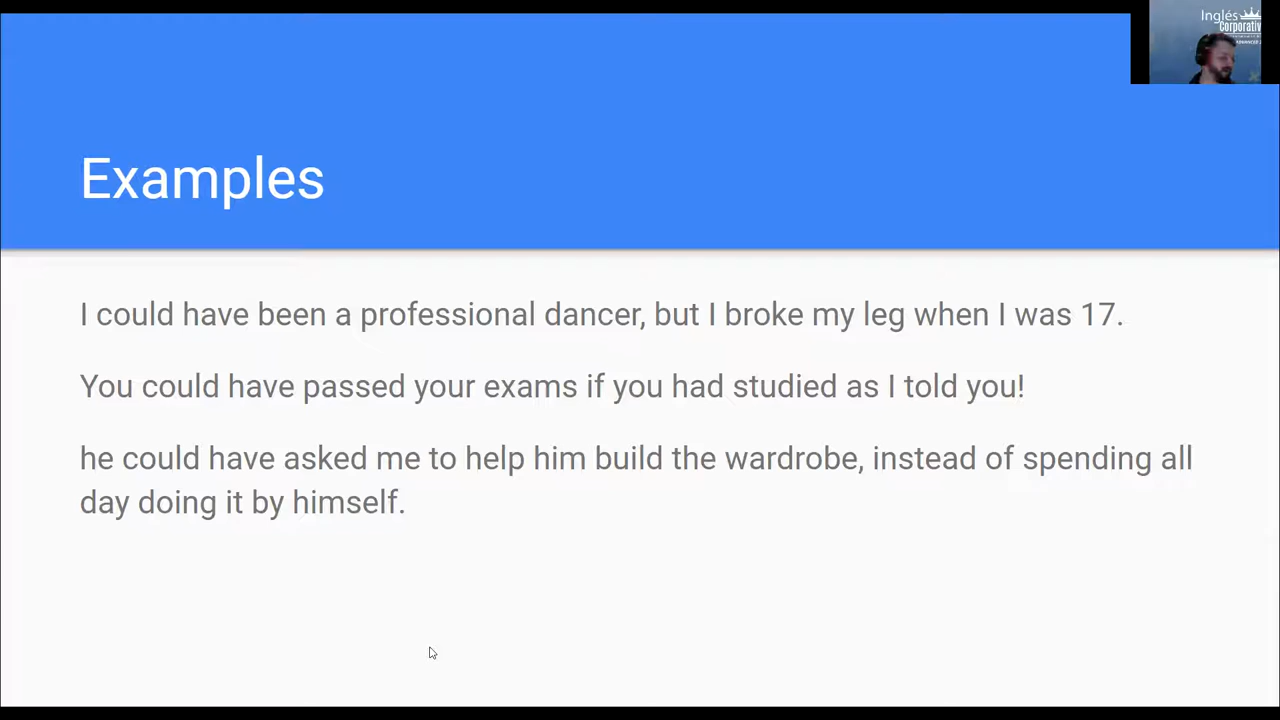 Inglés
Corporativ
Examples
I could have been a professional dancer, but I broke my leg when I was 17.
You could have passed your exams if you had studied as I told you!
he could have asked me to help him build the wardrobe, instead of spending all
day doing it by himself.